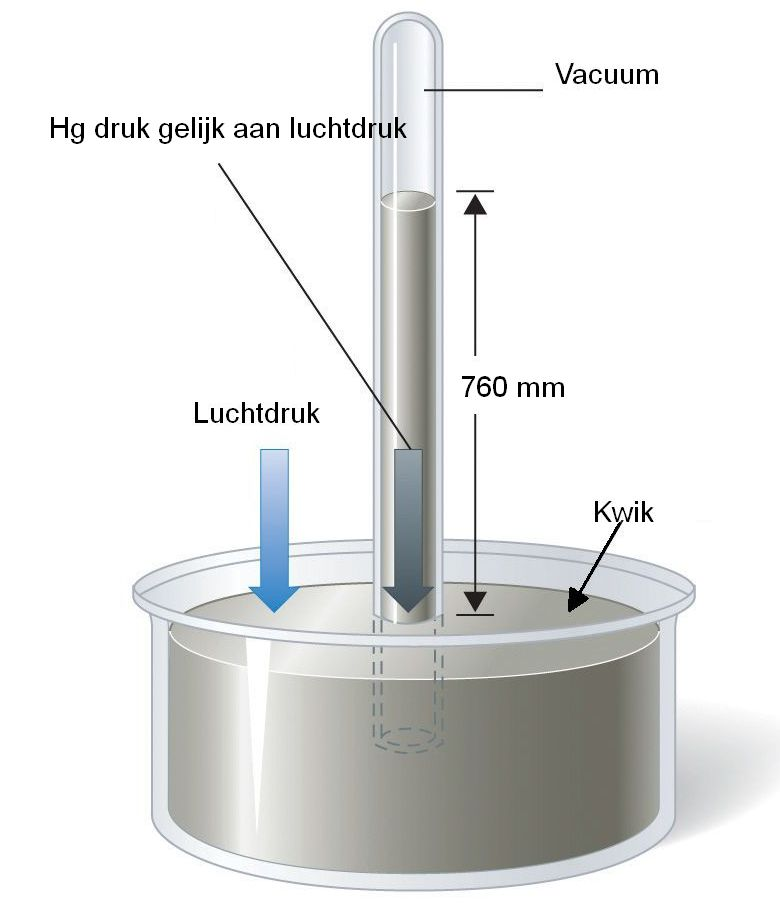 Vacuum
Hg druk gelijk aan luchtdruk
760 mm
Luchtdruk
Kwik